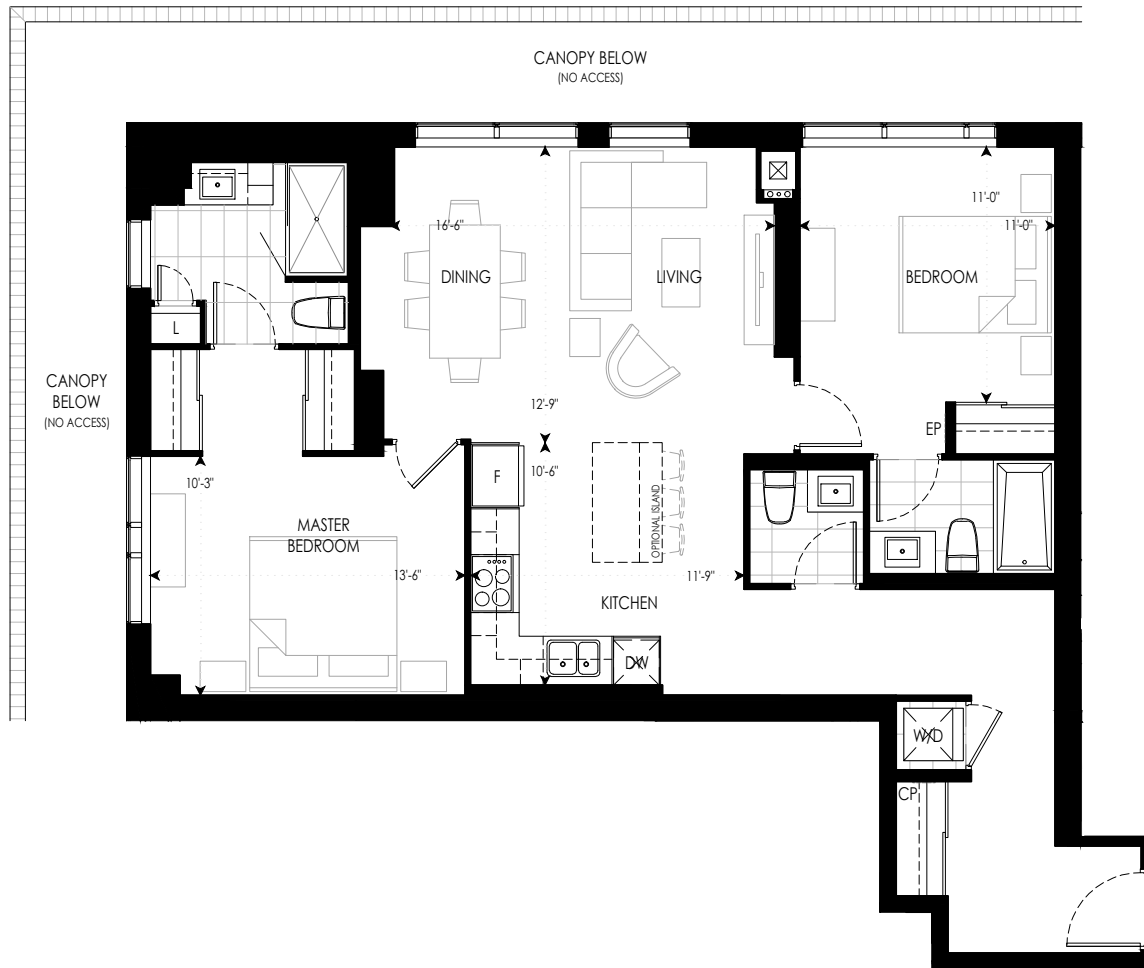 CANOPY BELOW
(NO ACCESS)
11'-0"
16'-6"
11'-0"
DINING
LIVING
BEDROOM
L
CANOPY
BELOW
(NO ACCESS)
12'-9"
EP
10'-6"
F
10'-3"
OPTIONAL ISLAND
MASTER
BEDROOM
13'-6"
11'-9"
KITCHEN
DW
W/D
CP